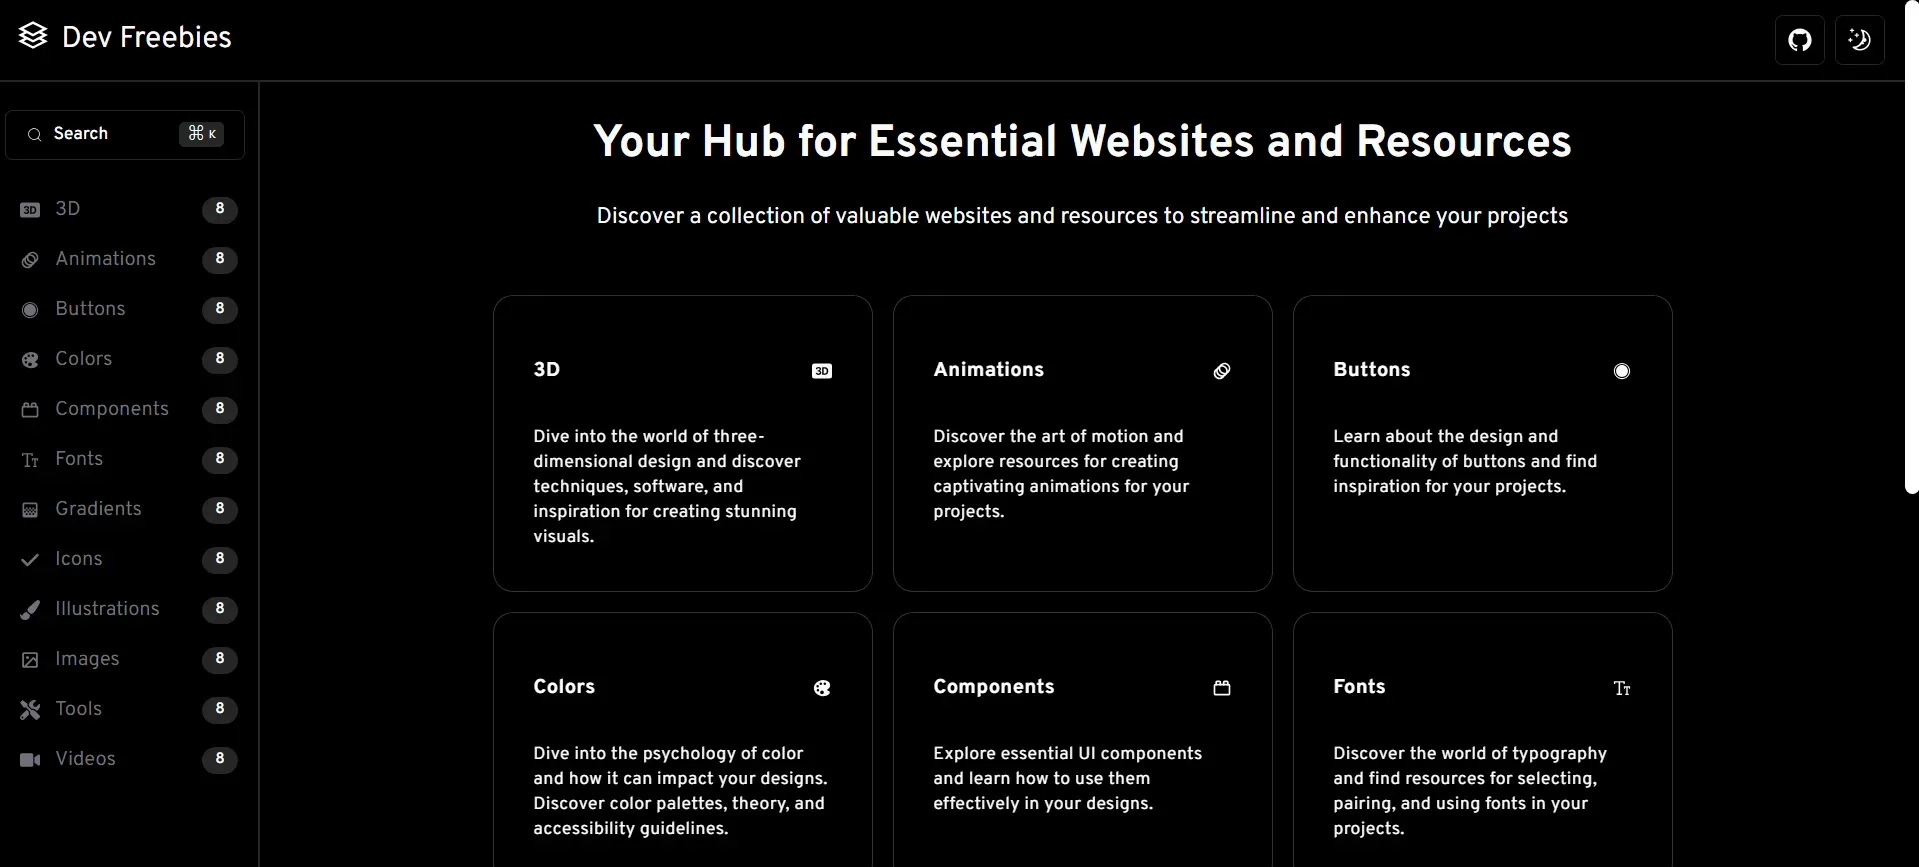 Dev Freebies
Search
⌘ K
3D 8
Animations 8
Buttons 8
Colors 8
Components 8
Fonts 8
Gradients 8
Icons 8
Illustrations 8
Images 8
Tools 8
Videos 8
Your Hub for Essential Websites and Resources
Discover a collection of valuable websites and resources to streamline and enhance your projects
3D
3D
Dive into the world of three-
dimensional design and discover
techniques, software, and
inspiration for creating stunning
visuals.
Animations
Discover the art of motion and
explore resources for creating
captivating animations for your
projects.
Buttons
Learn about the design and
functionality of buttons and find
inspiration for your projects.
Colors
Dive into the psychology of color
and how it can impact your designs.
Discover color palettes, theory, and
accessibility guidelines.
Components
Explore essential UI components
and learn how to use them
effectively in your designs.
Fonts
Discover the world of typography
and find resources for selecting,
pairing, and using fonts in your
projects.